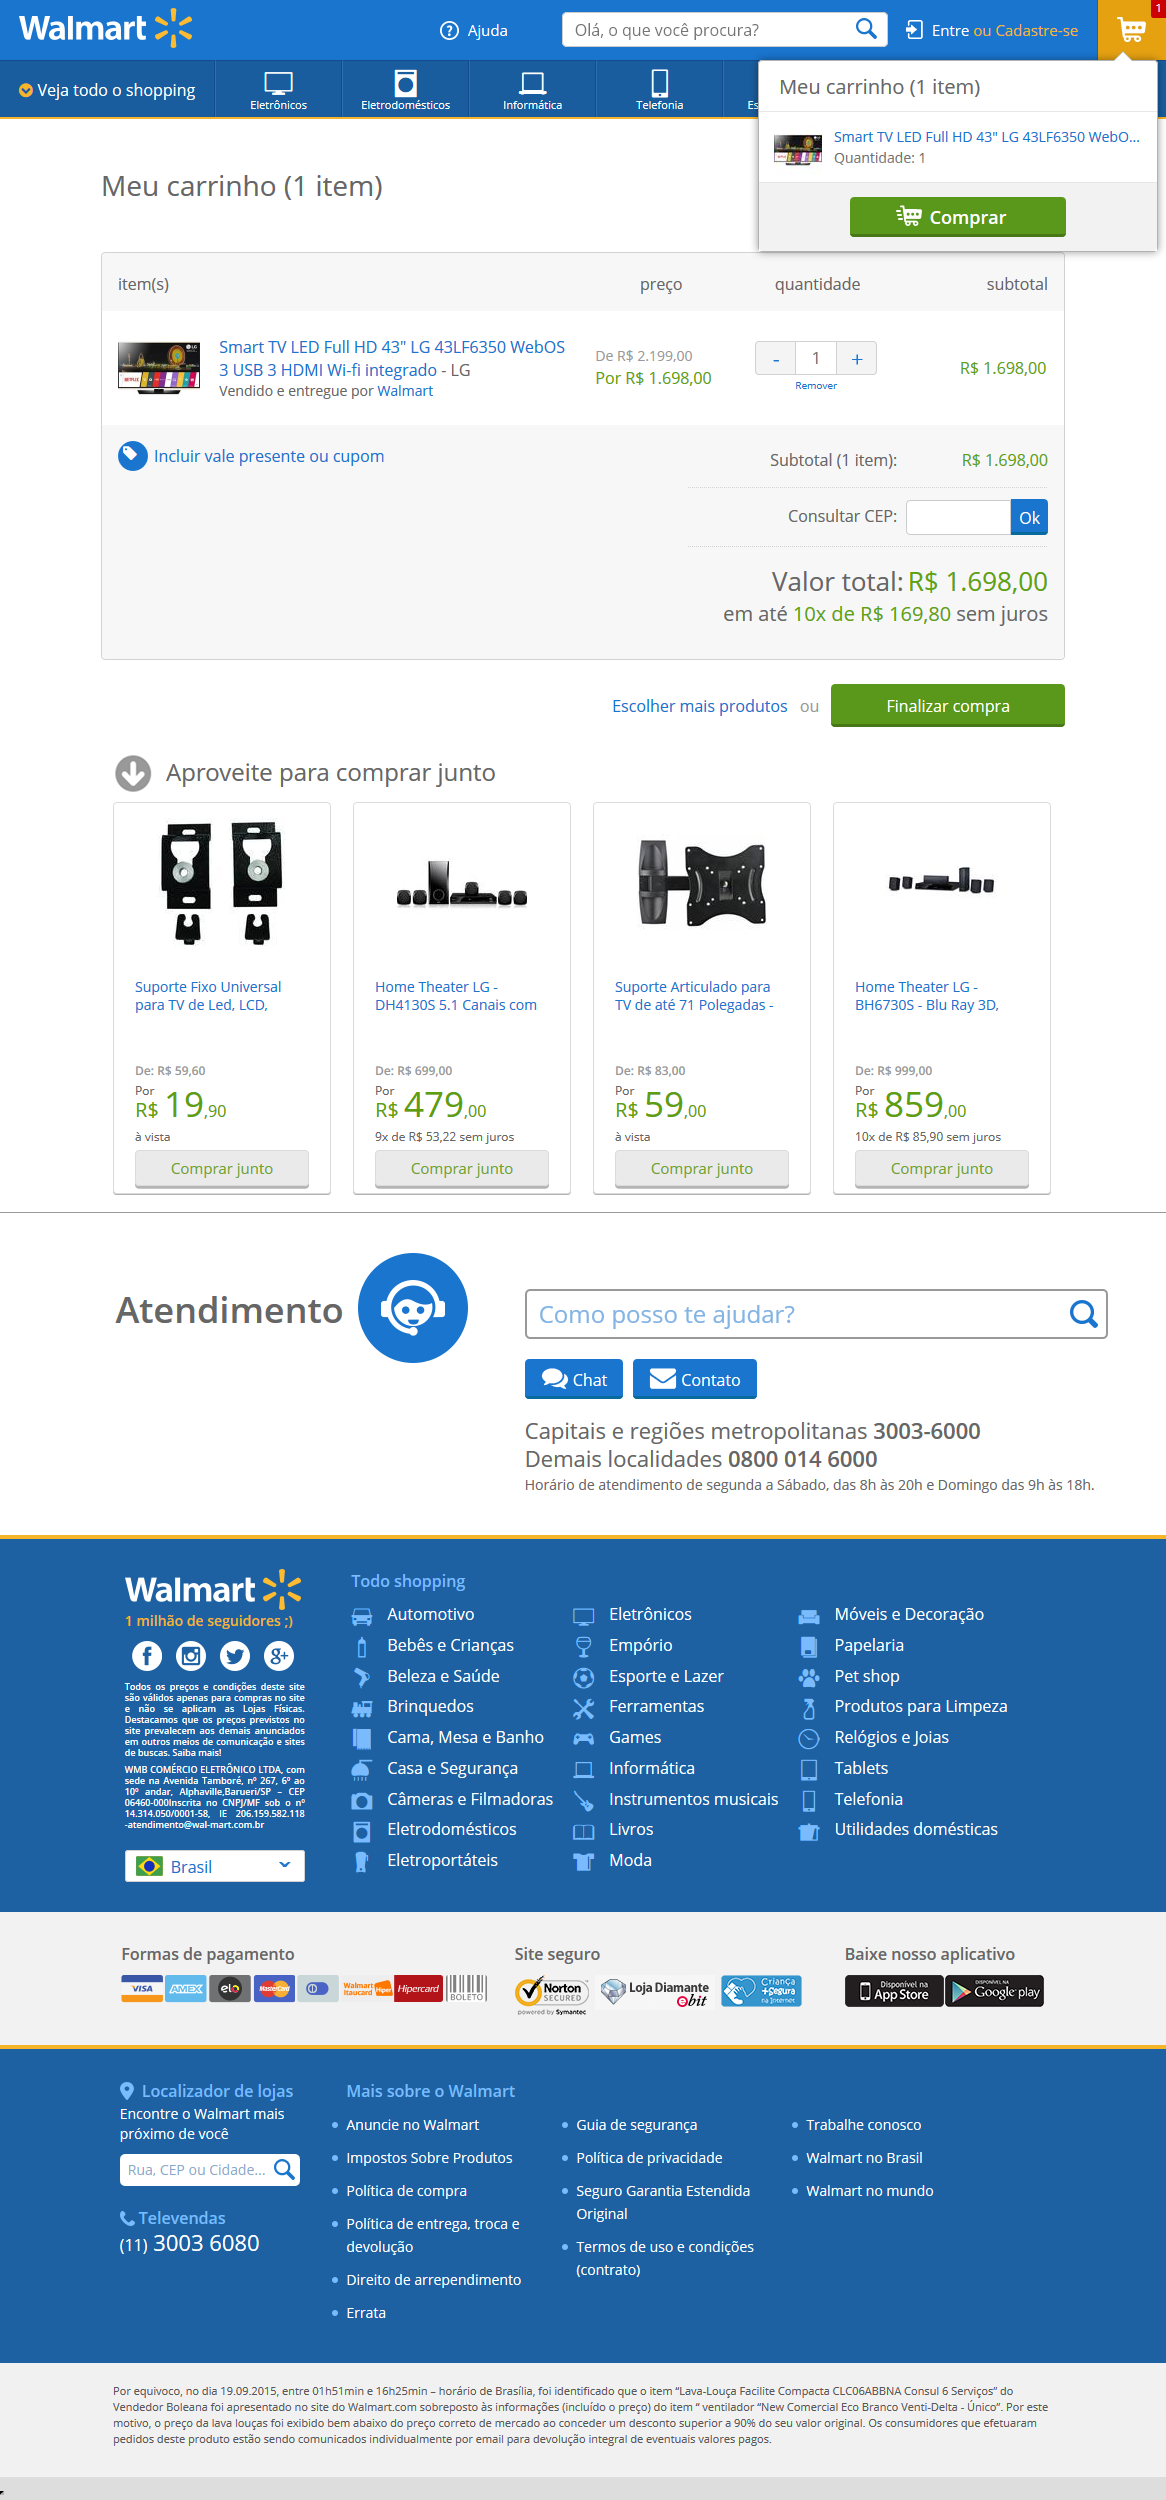 Walmart
Ajuda
Olá, o que você procura?
Entre ou Cadastre-se
1
Veja todo o shopping
Eletrônicos
Eletrodomésticos
Informática
Telefonia
Es
Meu carrinho (1 item)
Smart TV LED Full HD 43" LG 43LF6350 WebO...
Quantidade: 1
Comprar
Meu carrinho (1 item)
item(s)
preço
quantidade
subtotal
Smart TV LED Full HD 43" LG 43LF6350 WebOS
3 USB 3 HDMI Wi-fi integrado - LG
Vendido e entregue por Walmart
De R$ 2.199,00
Por R$ 1.698,00
- 1 +
Remover
R$ 1.698,00
Incluir vale presente ou cupom
Subtotal (1 item): R$ 1.698,00
Consultar CEP: Ok
Valor total: R$ 1.698,00
em até 10x de R$ 169,80 sem juros
Escolher mais produtos ou Finalizar compra
Aproveite para comprar junto
Suporte Fixo Universal
para TV de Led, LCD,
De: R$ 59,60
Por
R$ 19,90
à vista
Comprar junto
Home Theater LG -
DH4130S 5.1 Canais com
De: R$ 699,00
Por
R$ 479,00
9x de R$ 53,22 sem juros
Comprar junto
Suporte Articulado para
TV de até 71 Polegadas -
De: R$ 83,00
Por
R$ 59,00
à vista
Comprar junto
Home Theater LG -
BH6730S - Blu Ray 3D,
De: R$ 999,00
Por
R$ 859,00
10x de R$ 85,90 sem juros
Comprar junto
Atendimento
Como posso te ajudar?
Chat
Contato
Capitais e regiões metropolitanas 3003-6000
Demais localidades 0800 014 6000
Horário de atendimento de segunda a Sábado, das 8h às 20h e Domingo das 9h às 18h.
Walmart
1 milhão de seguidores ;)
Todos os preços e condições deste site
são válidos apenas para compras no site
e não se aplicam as Lojas Físicas.
Destacamos que os preços previstos no
site prevalecem aos demais anunciados
em outros meios de comunicação e sites
de buscas. Saiba mais!
WMB COMÉRCIO ELETRÔNICO LTDA, com
sede na Avenida Tamboré, nº 267, 6º ao
10º andar, Alphaville,Barueri/SP – CEP
06460-000Inscrita no CNPJ/MF sob o nº
14.314.050/0001-58, IE 206.159.582.118
-atendimento@wal-mart.com.br
Brasil
Todo shopping
Automotivo
Bebês e Crianças
Beleza e Saúde
Brinquedos
Cama, Mesa e Banho
Casa e Segurança
Câmeras e Filmadoras
Eletrodomésticos
Eletroportáteis
Eletrônicos
Empório
Esporte e Lazer
Ferramentas
Games
Informática
Instrumentos musicais
Livros
Moda
Móveis e Decoração
Papelaria
Pet shop
Produtos para Limpeza
Relógios e Joias
Tablets
Telefonia
Utilidades domésticas
Formas de pagamento
VISA
AMEX
elo
MasterCard
Walmart
Itaucard
Hiper
Hipercard
BOLETO
Site seguro
Norton
SECURED
powered by Symantec
Loja Diamante
ebit
Criança
+Segura
na Internet
Baixe nosso aplicativo
Disponível na
App Store
DISPONÍVEL NA
Google play
Localizador de lojas
Encontre o Walmart mais
próximo de você
Rua, CEP ou Cidade...
Televendas
(11) 3003 6080
Mais sobre o Walmart
Anuncie no Walmart
Impostos Sobre Produtos
Política de compra
Política de entrega, troca e
devolução
Direito de arrependimento
Errata
Guia de segurança
Política de privacidade
Seguro Garantia Estendida
Original
Termos de uso e condições
(contrato)
Trabalhe conosco
Walmart no Brasil
Walmart no mundo
Por equivoco, no dia 19.09.2015, entre 01h51min e 16h25min – horário de Brasília, foi identificado que o item “Lava-Louça Facilite Compacta CLC06ABBNA Consul 6 Serviços” do
Vendedor Boleana foi apresentado no site do Walmart.com sobreposto às informações (incluído o preço) do item “ ventilador “New Comercial Eco Branco Venti-Delta - Único”. Por este
motivo, o preço da lava louças foi exibido bem abaixo do preço correto de mercado ao conceder um desconto superior a 90% do seu valor original. Os consumidores que efetuaram
pedidos deste produto estão sendo comunicados individualmente por email para devolução integral de eventuais valores pagos.